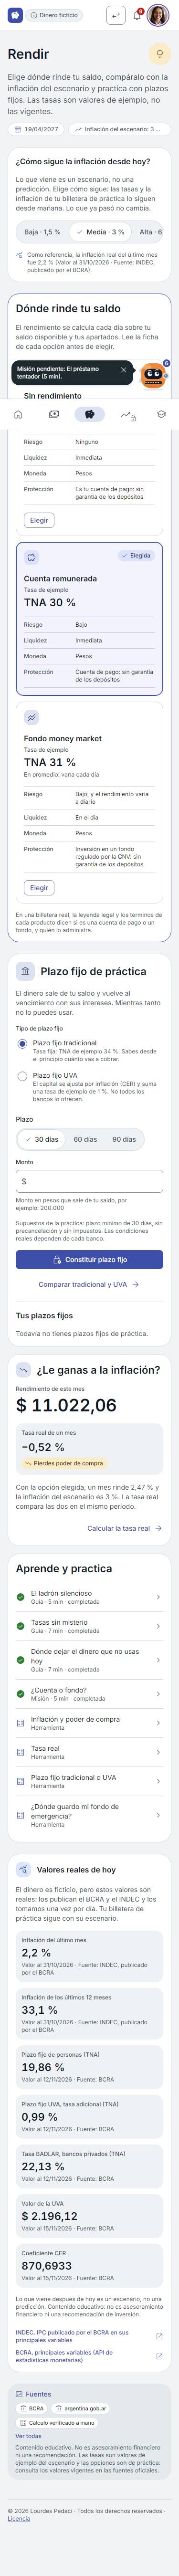 Dinero ficticio
9
Rendir
Elegí dónde rinde tu saldo, comparalo con la
inflación del escenario y practica con plazos
fijos. Las tasas son valores de ejemplo, no
las vigentes.
19/04/2027
Inflación del escenario: 3 ...
¿Cómo sigue la inflación desde hoy?
Lo que viene es un escenario, no una
predicción. Elige cómo sigue: las tasas y la
inflación de tu billetera de práctica lo siguen
desde mañana. Lo que ya pasó no cambia.
Baja · 1,5 %
Media · 3 %
Alta · 6
Como referencia, la inflación real del último mes
fue 2,2 % (Valor al 31/10/2026 · Fuente: INDEC,
publicado por el BCRA).
Dónde rinde tu saldo
El rendimiento se calcula cada día sobre tu
saldo disponible y tus apartados. Lee la ficha
de cada opción antes de elegir.
Misión pendiente: El préstamo
tentador (5 min).
6
Sin rendimiento
Riesgo
Ninguno
Liquidez
Inmediata
Moneda
Pesos
Protección
Es tu cuenta de pago: sin
garantía de los depósitos
Elegir
Elegida
Cuenta remunerada
Tasa de ejemplo
TNA 30 %
Riesgo
Bajo
Liquidez
Inmediata
Moneda
Pesos
Protección
Cuenta de pago: sin garantía
de los depósitos
Fondo money market
Tasa de ejemplo
TNA 31 %
En promedio: varía cada día
Riesgo
Bajo, y el rendimiento varía
a diario
Liquidez
En el día
Moneda
Pesos
Protección
Inversión en un fondo
regulado por la CNV: sin
garantía de los depósitos
Elegir
En una billetera real, la leyenda legal y los términos de
cada producto dicen si es una cuenta de pago o un
fondo, y quién lo administra.
Plazo fijo de práctica
El dinero sale de tu saldo y vuelve al
vencimiento con sus intereses. Mientras tanto
no lo puedes usar.
Tipo de plazo fijo
Plazo fijo tradicional
Tasa fija: TNA de ejemplo 34 %. Sabes desde
el principio cuánto vas a cobrar.
Plazo fijo UVA
El capital se ajusta por inflación (CER) y suma
una tasa de ejemplo de 1 %. No todos los
bancos lo ofrecen.
Plazo
30 días
60 días
90 días
Monto
$
Monto en pesos que sale de tu saldo, por
ejemplo: 200.000
Supuestos de la práctica: plazo mínimo de 30 días, sin
precancelación y sin impuestos. Las condiciones
reales dependen de cada banco.
Constituir plazo fijo
Comparar tradicional y UVA
Tus plazos fijos
Todavía no tienes plazos fijos de práctica.
¿Le ganas a la inflación?
Rendimiento de este mes
$ 11.022,06
Tasa real de un mes
−0,52 %
Pierdes poder de compra
Con la opción elegida, un mes rinde 2,47 % y
la inflación del escenario es 3 %. La tasa real
compara las dos en el mismo período.
Calcular la tasa real
Aprende y practica
El ladrón silencioso
Guía · 5 min · completada
Tasas sin misterio
Guía · 7 min · completada
Dónde dejar el dinero que no usas
hoy
Guía · 7 min · completada
¿Cuenta o fondo?
Misión · 5 min · completada
Inflación y poder de compra
Herramienta
Tasa real
Herramienta
Plazo fijo tradicional o UVA
Herramienta
¿Dónde guardo mi fondo de
emergencia?
Herramienta
Valores reales de hoy
El dinero es ficticio, pero estos valores son
reales: los publican el BCRA y el INDEC y los
tomamos una vez por día. Tu billetera de
práctica sigue con su escenario.
Inflación del último mes
2,2 %
Valor al 31/10/2026 · Fuente: INDEC, publicado
por el BCRA
Inflación de los últimos 12 meses
33,1 %
Valor al 31/10/2026 · Fuente: INDEC, publicado
por el BCRA
Plazo fijo de personas (TNA)
19,86 %
Valor al 12/11/2026 · Fuente: BCRA
Plazo fijo UVA, tasa adicional (TNA)
0,99 %
Valor al 12/11/2026 · Fuente: BCRA
Tasa BADLAR, bancos privados (TNA)
22,13 %
Valor al 12/11/2026 · Fuente: BCRA
Valor de la UVA
$ 2.196,12
Valor al 15/11/2026 · Fuente: BCRA
Coeficiente CER
870,6933
Valor al 15/11/2026 · Fuente: BCRA
Lo que viene después de hoy es un escenario, no una
predicción. Contenido educativo: no es asesoramiento
financiero ni una recomendación de inversión.
INDEC, IPC publicado por el BCRA en sus
principales variables
BCRA, principales variables (API de
estadísticas monetarias)
Fuentes
BCRA
argentina.gob.ar
Cálculo verificado a mano
Ver todas
Contenido educativo. No es asesoramiento financiero
ni una recomendación. Las tasas son valores de
ejemplo del escenario y las opciones son de práctica:
consulta los valores vigentes en las fuentes oficiales.
© 2026 Lourdes Pedaci · Todos los derechos reservados ·
Licencia